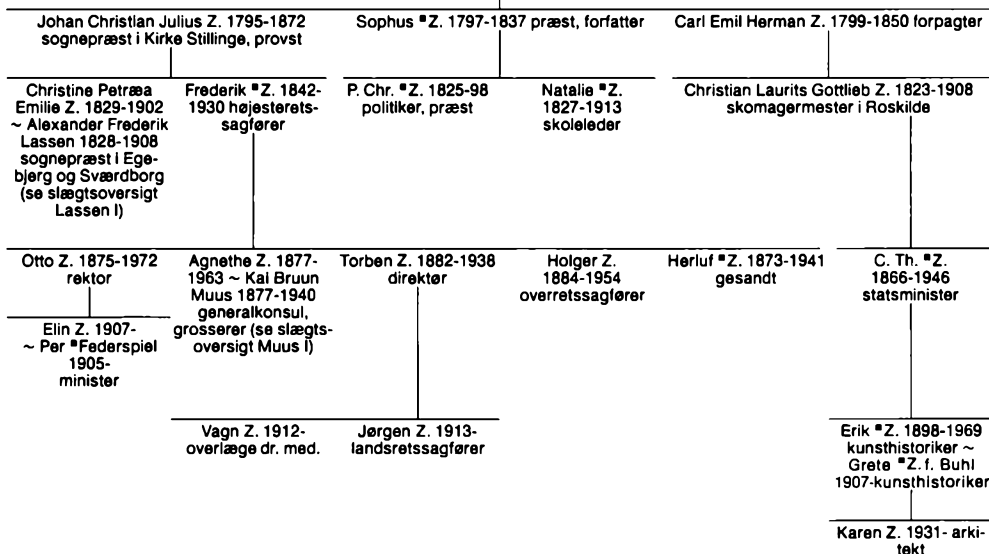 Johan Christian Julius Z. 1795-1872
sognepræst i Kirke Stillinge, provst
Sophus ■Z. 1797-1837 præst, forfatter
Carl Emil Herman Z. 1799-1850 forpagter
Christine Petræa
Emilie Z. 1829-1902
~ Alexander Frederik
Lassen 1828-1908
sognepræst i Ege-
bjerg og Sværdborg
(se slægtsoversigt
Lassen I)
Frederik ■Z. 1842-
1930 højesterets-
sagfører
P. Chr. ■Z. 1825-98
politiker, præst
Natalie ■Z.
1827-1913
skoleleder
Christian Laurits Gottlieb Z. 1823-1908
skomagermester i Roskilde
Otto Z. 1875-1972
rektor
Agnethe Z. 1877-
1963 ~ Kai Bruun
Muus 1877-1940
generalkonsul,
grosserer (se slægts-
oversigt Muus I)
Torben Z. 1882-1938
direktør
Holger Z.
1884-1954
overretssagfører
Herluf ■Z. 1873-1941
gesandt
C. Th. ■Z.
1866-1946
statsminister
Elin Z. 1907-
~ Per ■Federspiel
1905-
minister
Vagn Z. 1912-
overlæge dr. med.
Jørgen Z. 1913-
landsretssagfører
Erik ■Z. 1898-1969
kunsthistoriker ~
Grete ■Z. f. Buhl
1907-kunsthistoriker
Karen Z. 1931- arki-
tekt